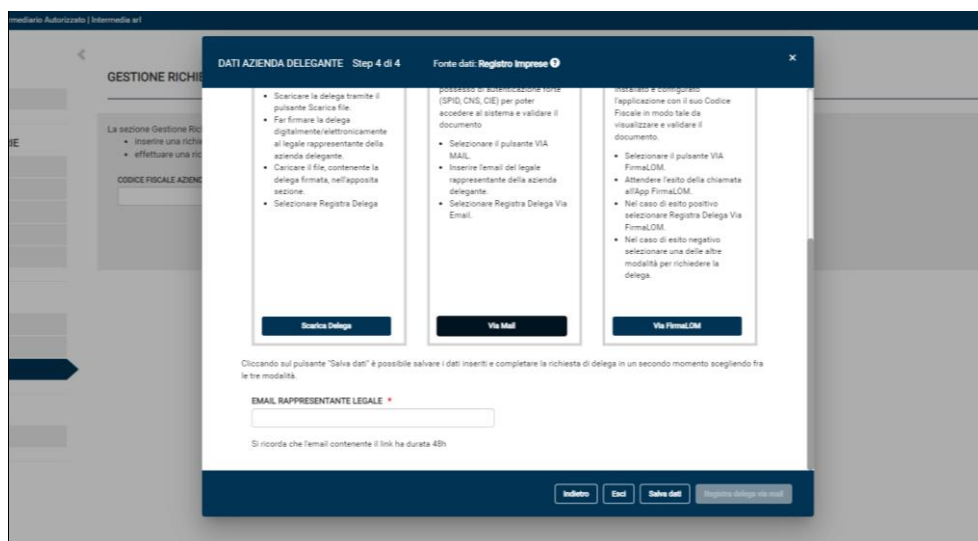 rmediario Autorizzato | Intermedia srl
DATI AZIENDA DELEGANTE Step 4 di 4
Fonte dati: Registro Imprese
×
GESTIONE RICHIE
La sezione Gestione Ric
• inserire una richie
• effettuare una ric
CODICE FISCALE AZIEND
• Scaricare la delega tramite il
pulsante Scarica file.
• Far firmare la delega
digitalmente/elettronicamente
al legale rappresentante della
azienda delegante.
• Caricare il file, contenente la
delega firmata, nell'apposita
sezione.
• Selezionare Registra Delega
Scarica Delega
possesso di autenticazione forte
(SPID, CNS, CIE) per poter
accedere al sistema e validare il
documento
• Selezionare il pulsante VIA
MAIL.
• Inserire l'email del legale
rappresentante della azienda
delegante.
• Selezionare Registra Delega Via
Email.
Via Mail
installato e configurato
l'applicazione con il suo Codice
Fiscale in modo tale da
visualizzare e validare il
documento.
• Selezionare il pulsante VIA
FirmaLOM.
• Attendere l'esito della chiamata
all'App FirmaLOM.
• Nel caso di esito positivo
selezionare Registra Delega Via
FirmaLOM.
• Nel caso di esito negativo
selezionare una delle altre
modalità per richiedere la
delega.
Via FirmaLOM
Cliccando sul pulsante "Salva dati" è possibile salvare i dati inseriti e completare la richiesta di delega in un secondo momento scegliendo fra
le tre modalità.
EMAIL RAPPRESENTANTE LEGALE *
Si ricorda che l'email contenente il link ha durata 48h
Indietro
Esci
Salva dati
Registra delega via mail